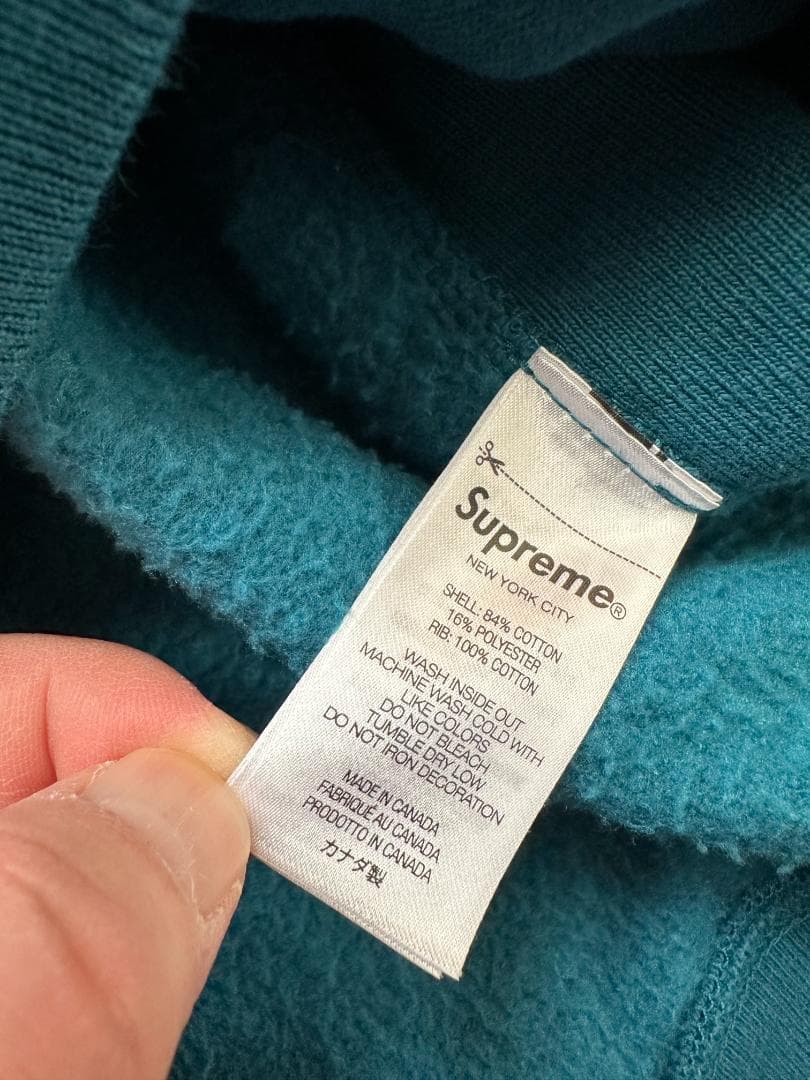 Supreme®
NEW YORK CITY
SHELL: 84% COTTON
16% POLYESTER
RIB: 100% COTTON
WASH INSIDE OUT
MACHINE WASH COLD WITH
LIKE COLORS
DO NOT BLEACH
TUMBLE DRY LOW
DO NOT IRON DECORATION
MADE IN CANADA
FABRIQUÉ AU CANADA
PRODOTTO IN CANADA
カナダ製